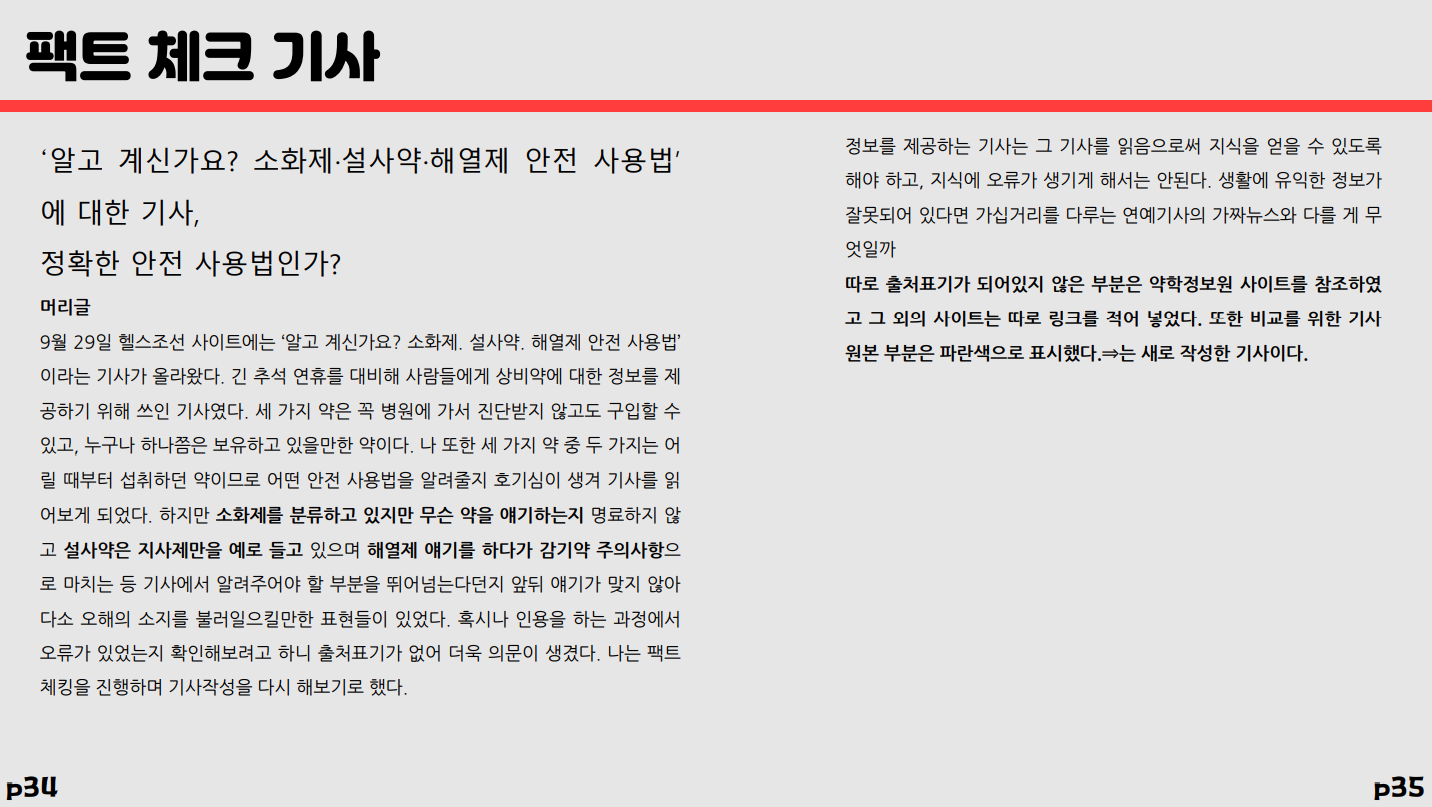 팩트 체크 기사
‘알고 계신가요? 소화제·설사약·해열제 안전 사용법’
에 대한 기사,
정확한 안전 사용법인가?
머리글
9월 29일 헬스조선 사이트에는 ‘알고 계신가요? 소화제. 설사약. 해열제 안전 사용법’
이라는 기사가 올라왔다. 긴 추석 연휴를 대비해 사람들에게 상비약에 대한 정보를 제
공하기 위해 쓰인 기사였다. 세 가지 약은 꼭 병원에 가서 진단받지 않고도 구입할 수
있고, 누구나 하나쯤은 보유하고 있을만한 약이다. 나 또한 세 가지 약 중 두 가지는 어
릴 때부터 섭취하던 약이므로 어떤 안전 사용법을 알려줄지 호기심이 생겨 기사를 읽
어보게 되었다. 하지만 소화제를 분류하고 있지만 무슨 약을 얘기하는지 명료하지 않
고 설사약은 지사제만을 예로 들고 있으며 해열제 얘기를 하다가 감기약 주의사항으
로 마치는 등 기사에서 알려주어야 할 부분을 뛰어넘는다던지 앞뒤 얘기가 맞지 않아
다소 오해의 소지를 불러일으킬만한 표현들이 있었다. 혹시나 인용을 하는 과정에서
오류가 있었는지 확인해보려고 하니 출처표기가 없어 더욱 의문이 생겼다. 나는 팩트
체킹을 진행하며 기사작성을 다시 해보기로 했다.
정보를 제공하는 기사는 그 기사를 읽음으로써 지식을 얻을 수 있도록
해야 하고, 지식에 오류가 생기게 해서는 안된다. 생활에 유익한 정보가
잘못되어 있다면 가십거리를 다루는 연예기사의 가짜뉴스와 다를 게 무
엇일까
따로 출처표기가 되어있지 않은 부분은 약학정보원 사이트를 참조하였
고 그 외의 사이트는 따로 링크를 적어 넣었다. 또한 비교를 위한 기사
원본 부분은 파란색으로 표시했다.⇒는 새로 작성한 기사이다.
p34
p35